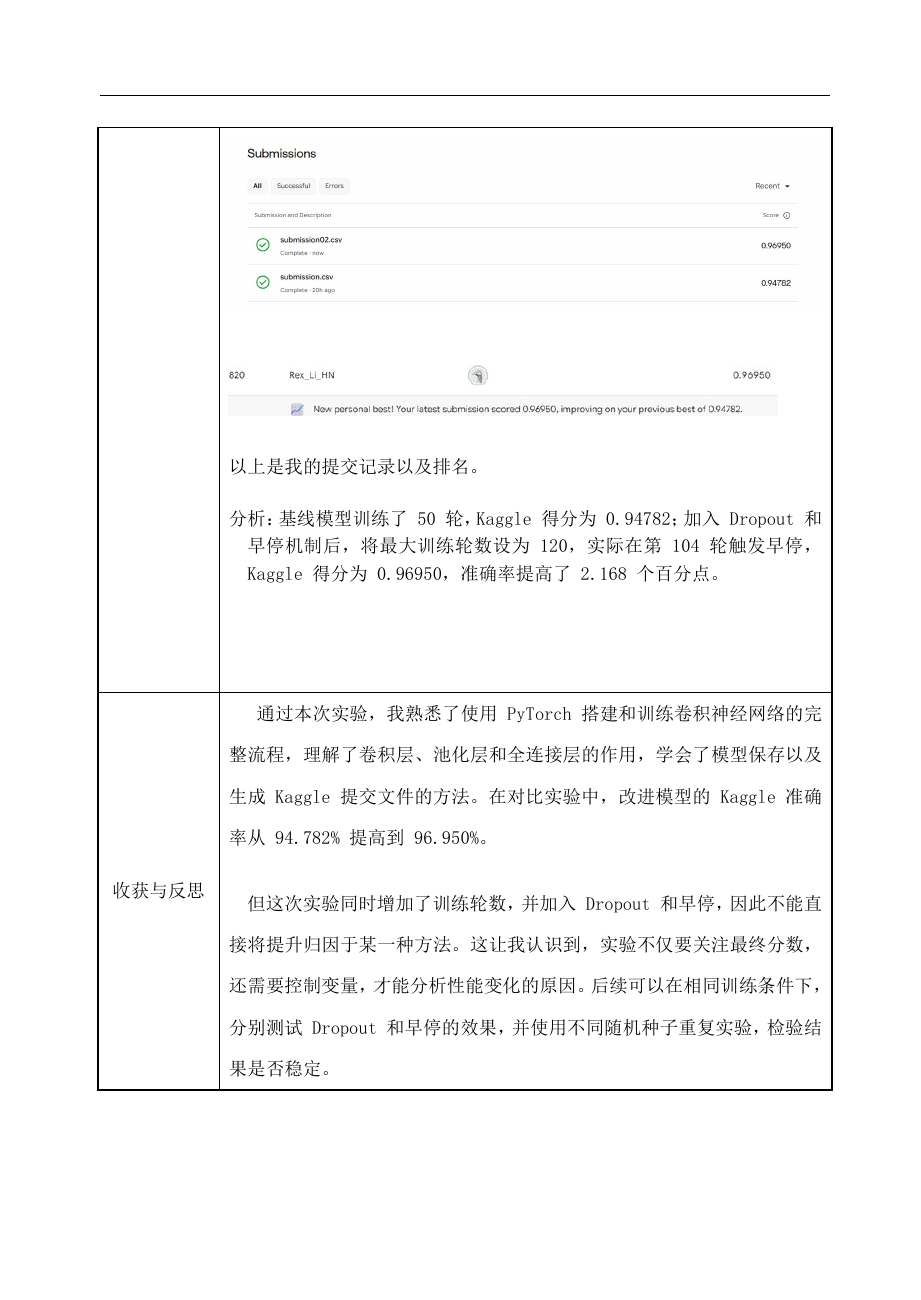 Submissions
All Successful Errors Recent
Submission and Description Score
submission02.csv
Complete · now
0.96950
submission.csv
Complete · 20h ago
0.94782
820 Rex_Li_HN 0.96950
New personal best! Your latest submission scored 0.96950, improving on your previous best of 0.94782.
以上是我的提交记录以及排名。
分析：基线模型训练了 50 轮，Kaggle 得分为 0.94782；加入 Dropout 和
早停机制后，将最大训练轮数设为 120，实际在第 104 轮触发早停，
Kaggle 得分为 0.96950，准确率提高了 2.168 个百分点。
收获与反思
通过本次实验，我熟悉了使用 PyTorch 搭建和训练卷积神经网络的完
整流程，理解了卷积层、池化层和全连接层的作用，学会了模型保存以及
生成 Kaggle 提交文件的方法。在对比实验中，改进模型的 Kaggle 准确
率从 94.782% 提高到 96.950%。
但这次实验同时增加了训练轮数，并加入 Dropout 和早停，因此不能直
接将提升归因于某一种方法。这让我认识到，实验不仅要关注最终分数，
还需要控制变量，才能分析性能变化的原因。后续可以在相同训练条件下，
分别测试 Dropout 和早停的效果，并使用不同随机种子重复实验，检验结
果是否稳定。